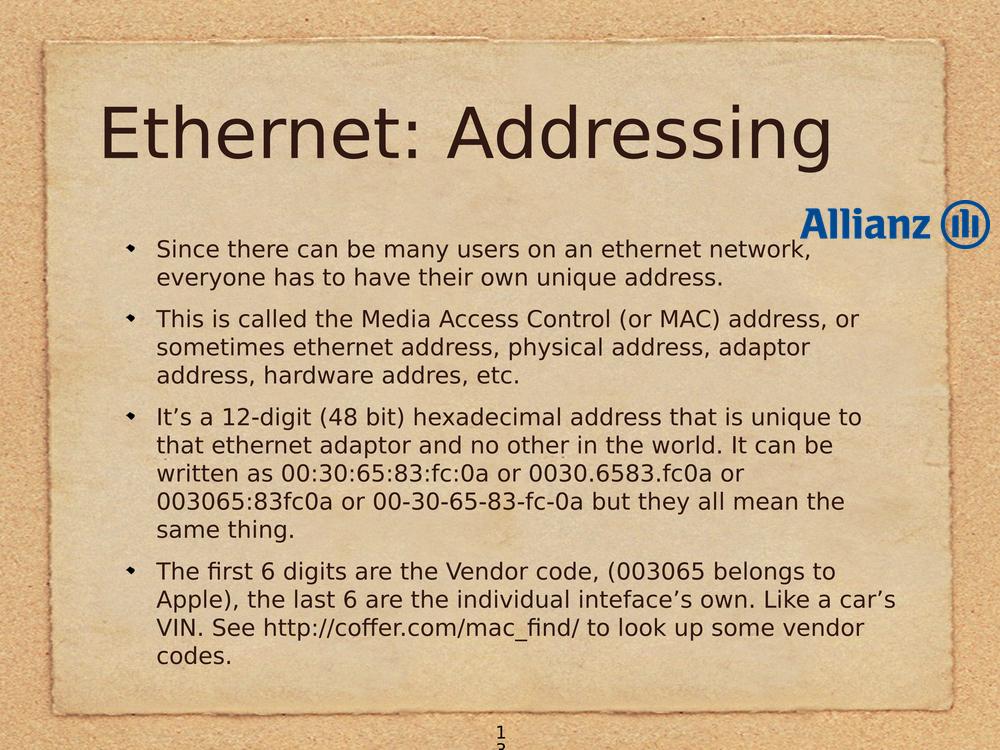 Ethernet: Addressing
Allianz
Since there can be many users on an ethernet network,
everyone has to have their own unique address.
This is called the Media Access Control (or MAC) address, or
sometimes ethernet address, physical address, adaptor
address, hardware addres, etc.
It’s a 12-digit (48 bit) hexadecimal address that is unique to
that ethernet adaptor and no other in the world. It can be
written as 00:30:65:83:fc:0a or 0030.6583.fc0a or
003065:83fc0a or 00-30-65-83-fc-0a but they all mean the
same thing.
The first 6 digits are the Vendor code, (003065 belongs to
Apple), the last 6 are the individual inteface’s own. Like a car’s
VIN. See http://coffer.com/mac_find/ to look up some vendor
codes.
1